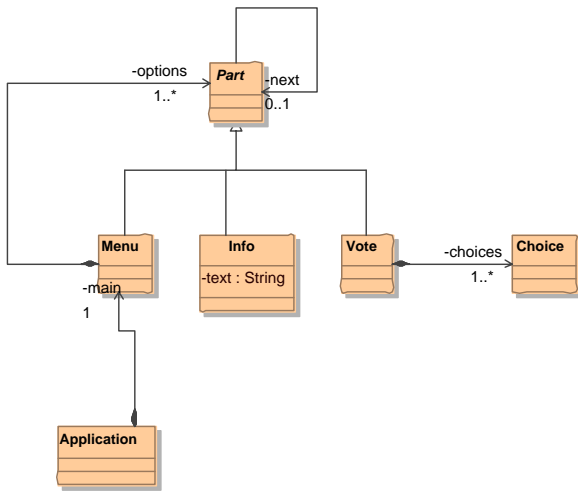 Part
-options
-next
1..*
0..1
Menu
Info
Vote
Choice
-text : String
-choices
1..*
-main
1
Application